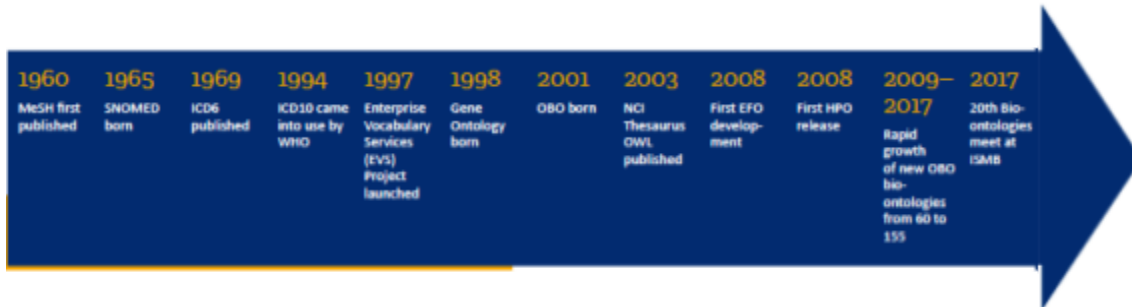 1960
MeSH first
published
1965
SNOMED
born
1969
ICD6
published
1994
ICD10 came
into use by
WHO
1997
Enterprise
Vocabulary
Services
(EVS)
Project
launched
1998
Gene
Ontology
born
2001
OBO born
2003
NCI
Thesaurus
OWL
published
2008
First EFO
develop-
ment
2008
First HPO
release
2009–
2017
Rapid
growth
of new OBO
bio-
ontologies
from 60 to
155
2017
20th Bio-
ontologies
meet at
ISMB